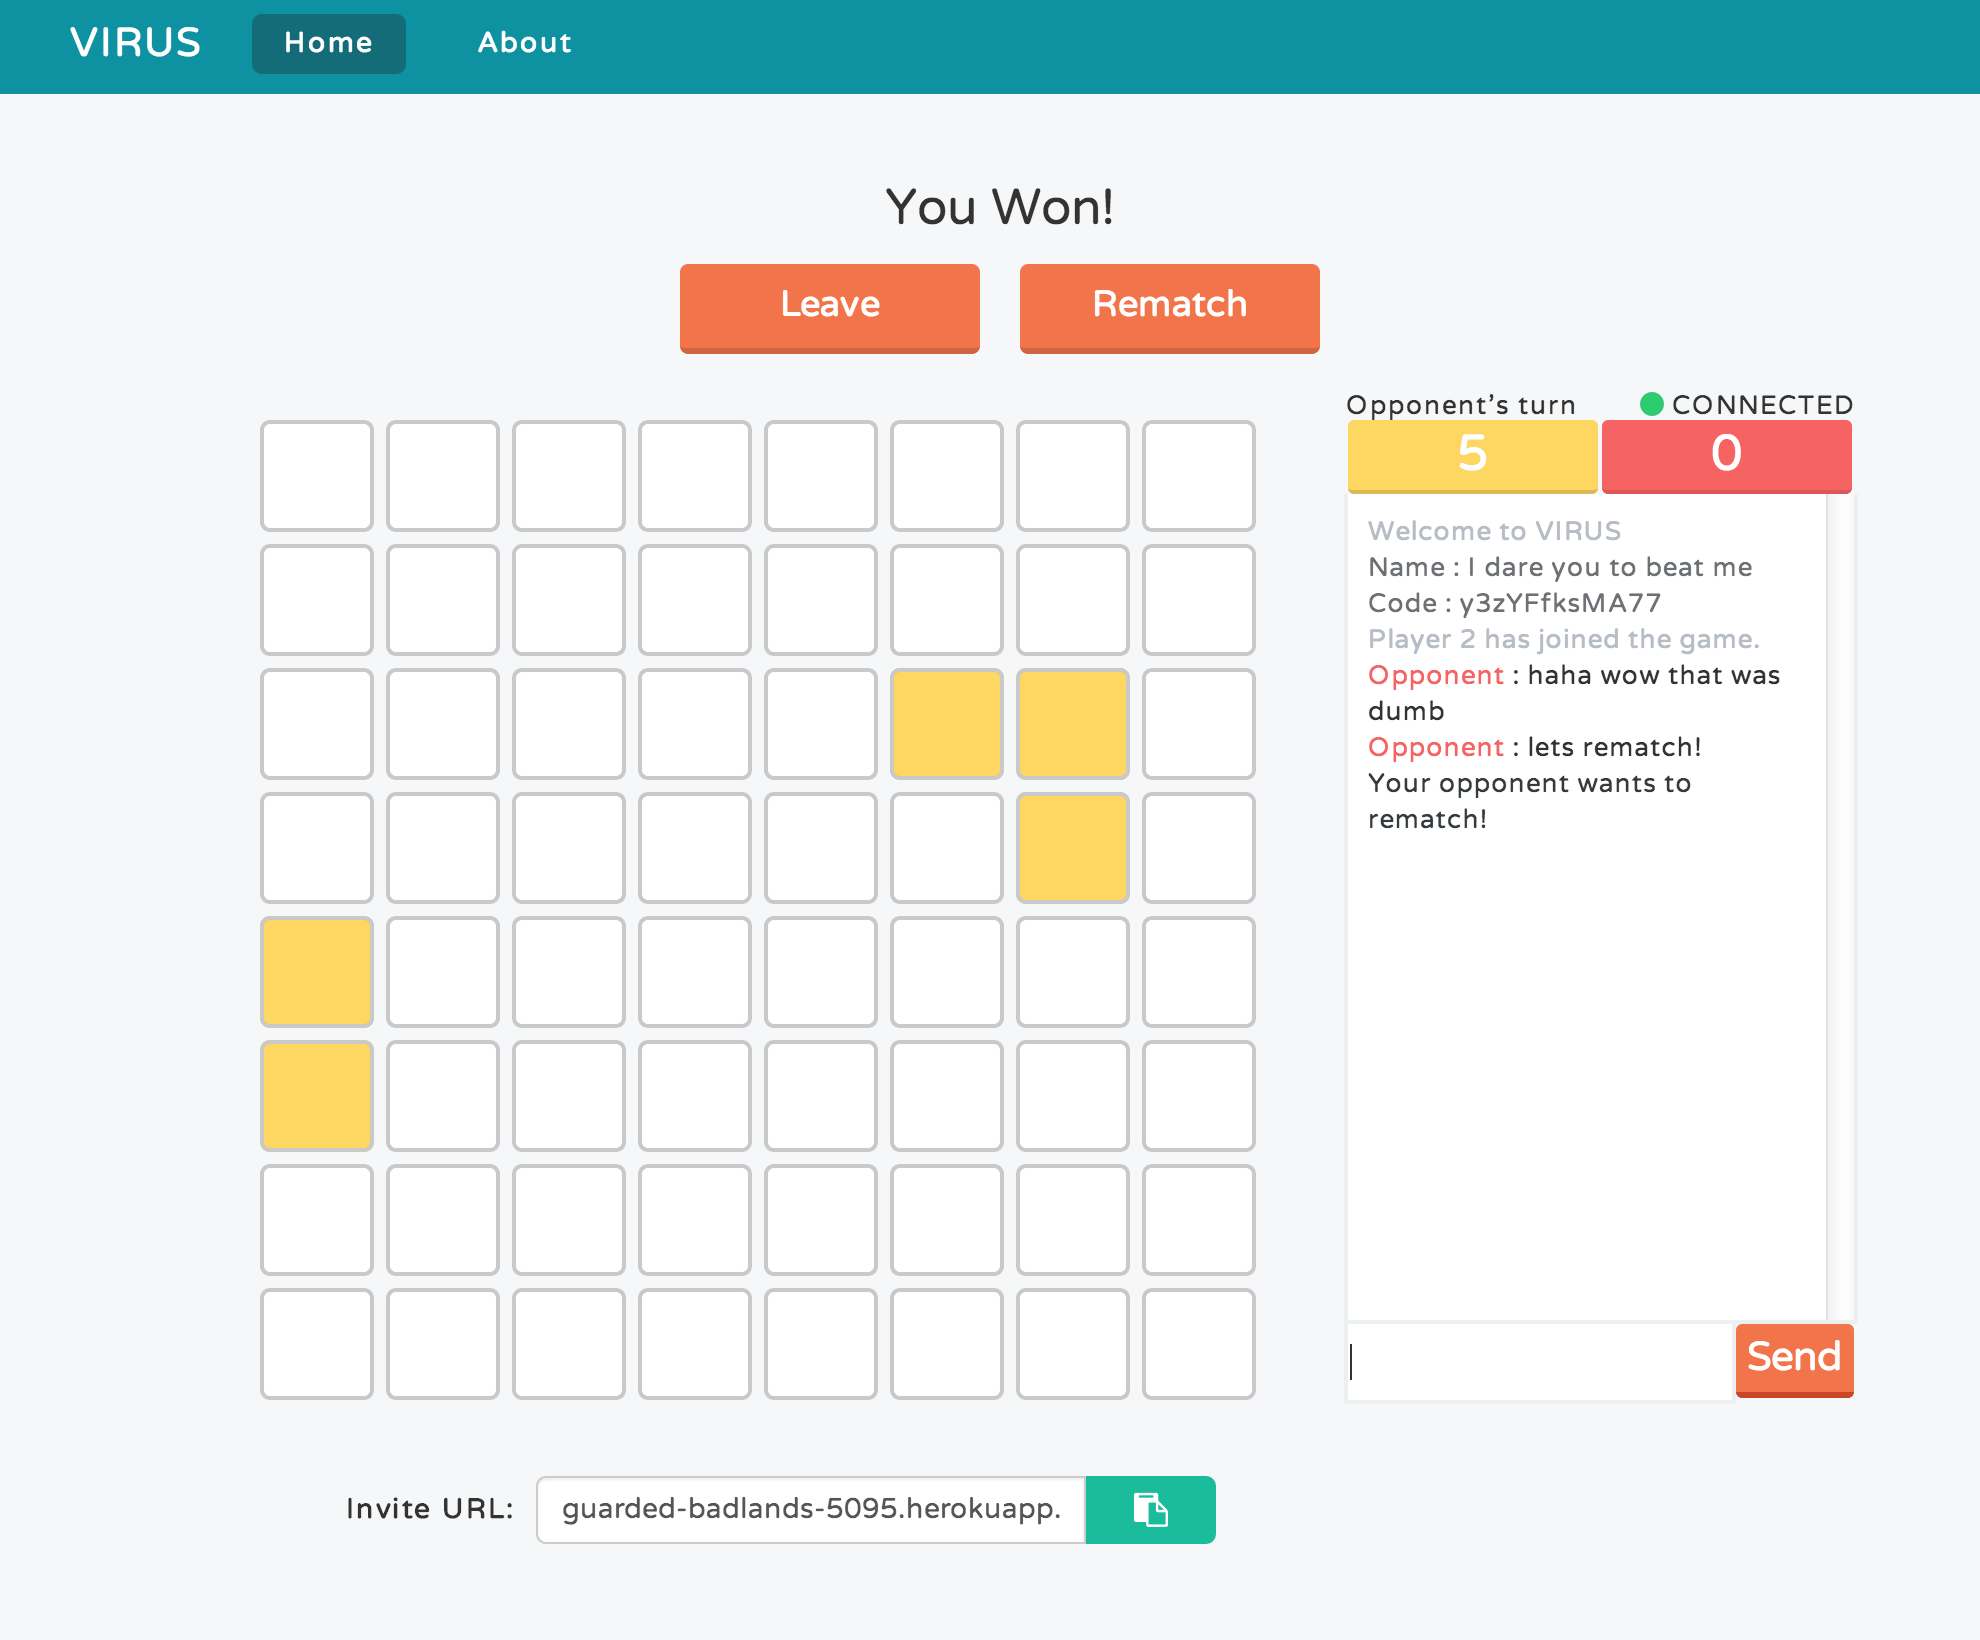 VIRUS Home About
You Won!
Leave Rematch
Opponent's turn CONNECTED
5 0
Welcome to VIRUS
Name : I dare you to beat me
Code : y3zYFfksMA77
Player 2 has joined the game.
Opponent : haha wow that was
dumb
Opponent : lets rematch!
Your opponent wants to
rematch!
Send
Invite URL: guarded-badlands-5095.herokuapp.